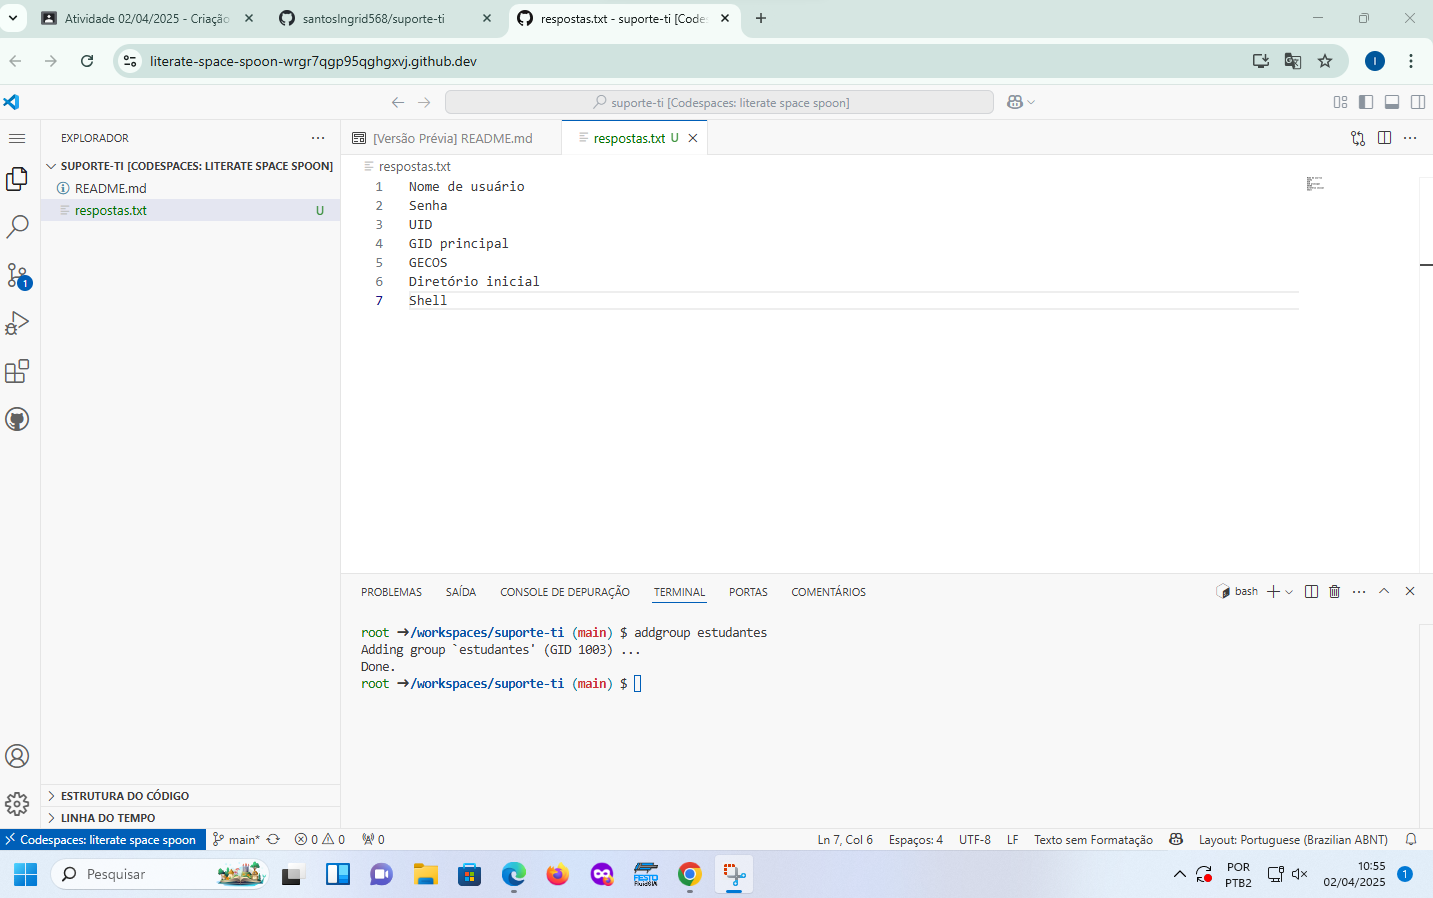 Atividade 02/04/2025 - Criação
santosIngrid568/suporte-ti
respostas.txt - suporte-ti [Codes
literate-space-spoon-wrgr7qgp95qghgxvj.github.dev
I
suporte-ti [Codespaces: literate space spoon]
EXPLORADOR
[Versão Prévia] README.md
respostas.txt U
SUPORTE-TI [CODESPACES: LITERATE SPACE SPOON]
respostas.txt
README.md
respostas.txt U
1 Nome de usuário
2 Senha
3 UID
4 GID principal
5 GECOS
6 Diretório inicial
7 Shell
1
PROBLEMAS SAÍDA CONSOLE DE DEPURAÇÃO TERMINAL PORTAS COMENTÁRIOS
bash
root ➜/workspaces/suporte-ti (main) $ addgroup estudantes
Adding group `estudantes' (GID 1003) ...
Done.
root ➜/workspaces/suporte-ti (main) $
ESTRUTURA DO CÓDIGO
LINHA DO TEMPO
Codespaces: literate space spoon main* 0 0 0 Ln 7, Col 6 Espaços: 4 UTF-8 LF Texto sem Formatação Layout: Portuguese (Brazilian ABNT)
Pesquisar
FESTO
FluidSIM
POR
PTB2
10:55
02/04/2025
1